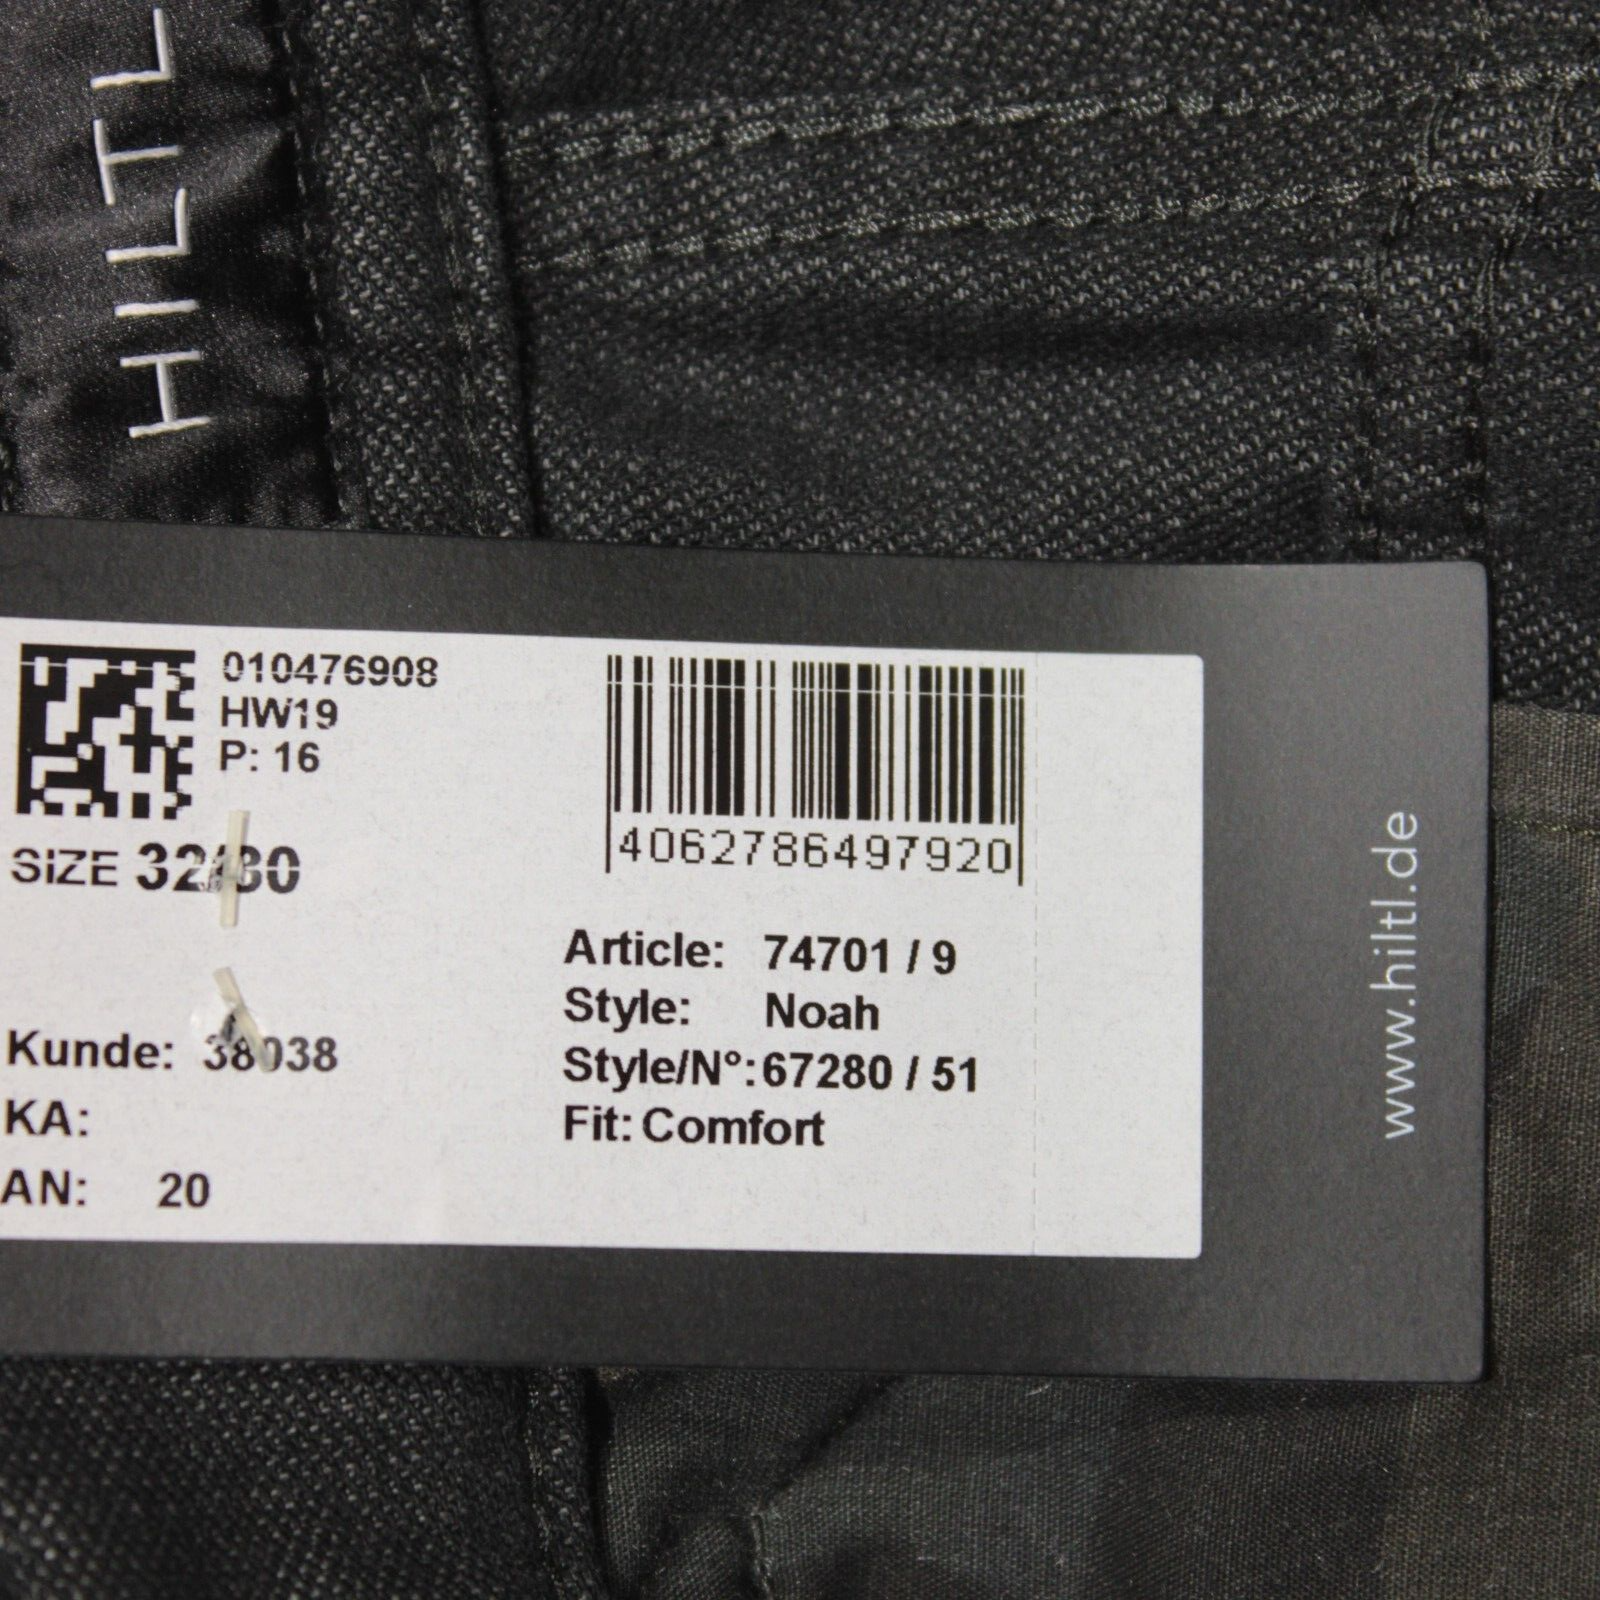 HILTL
010476908
HW19
P: 16
SIZE 32/30
4062786497920
Article: 74701 / 9
Style: Noah
Style/N°: 67280 / 51
Fit: Comfort
Kunde: 38038
KA:
AN: 20
www.hiltl.de